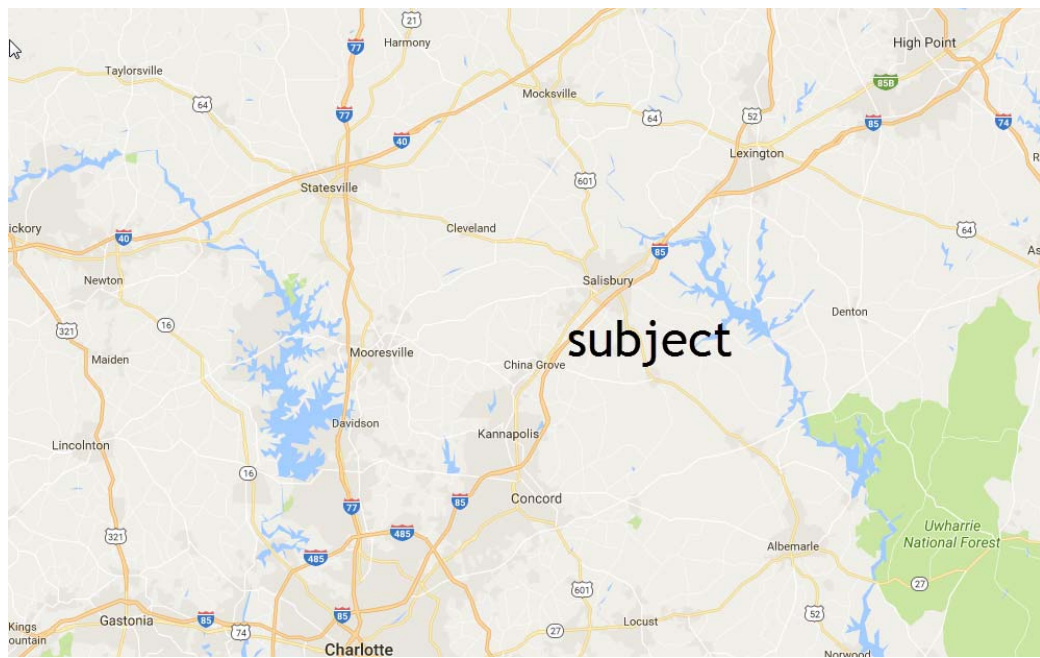 21
77
Harmony
High Point
Taylorsville
85B
Mocksville
64
77
64
52
85
74
40
Lexington
R
601
Statesville
Cleveland
64
ickory
40
85
As
Newton
Salisbury
Denton
16
321
subject
Maiden
Mooresville
China Grove
Davidson
Kannapolis
Lincolnton
16
85
Concord
77
485
321
Uwharrie
National Forest
Albemarle
485
27
601
85
85
52
Gastonia
Kings
ountain
74
27
Locust
Charlotte
Norwood